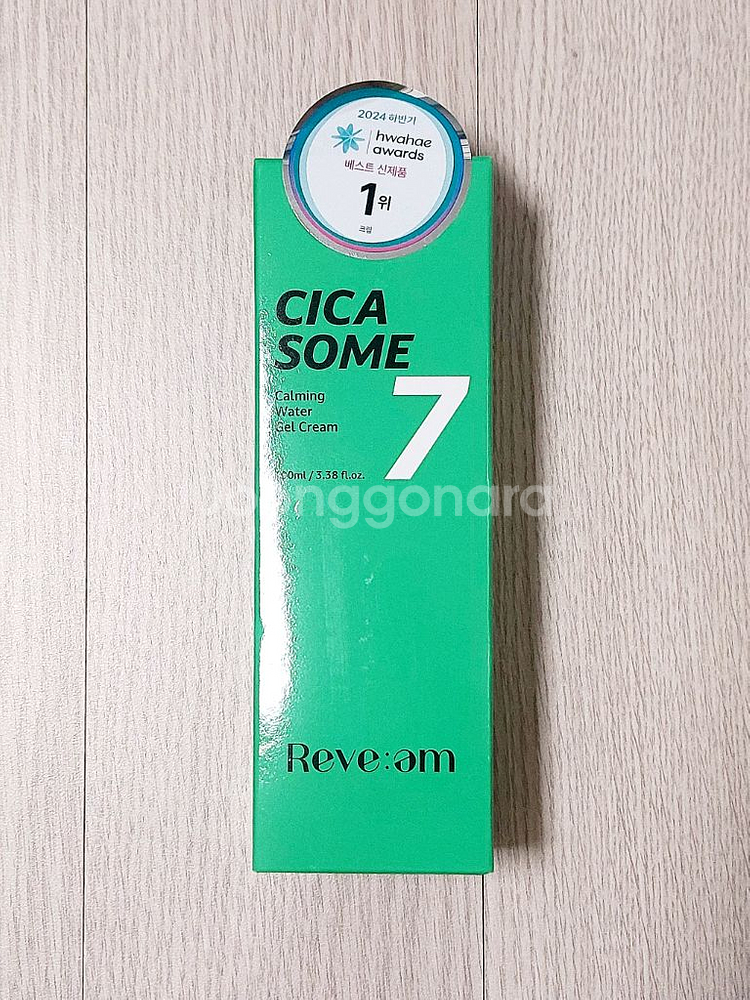 2024 하반기
hwahae
awards
베스트 신제품
1위
크림
CICA
SOME
7
Calming
Water
Gel Cream
/ 3.38 fl.oz.
Reve:əm